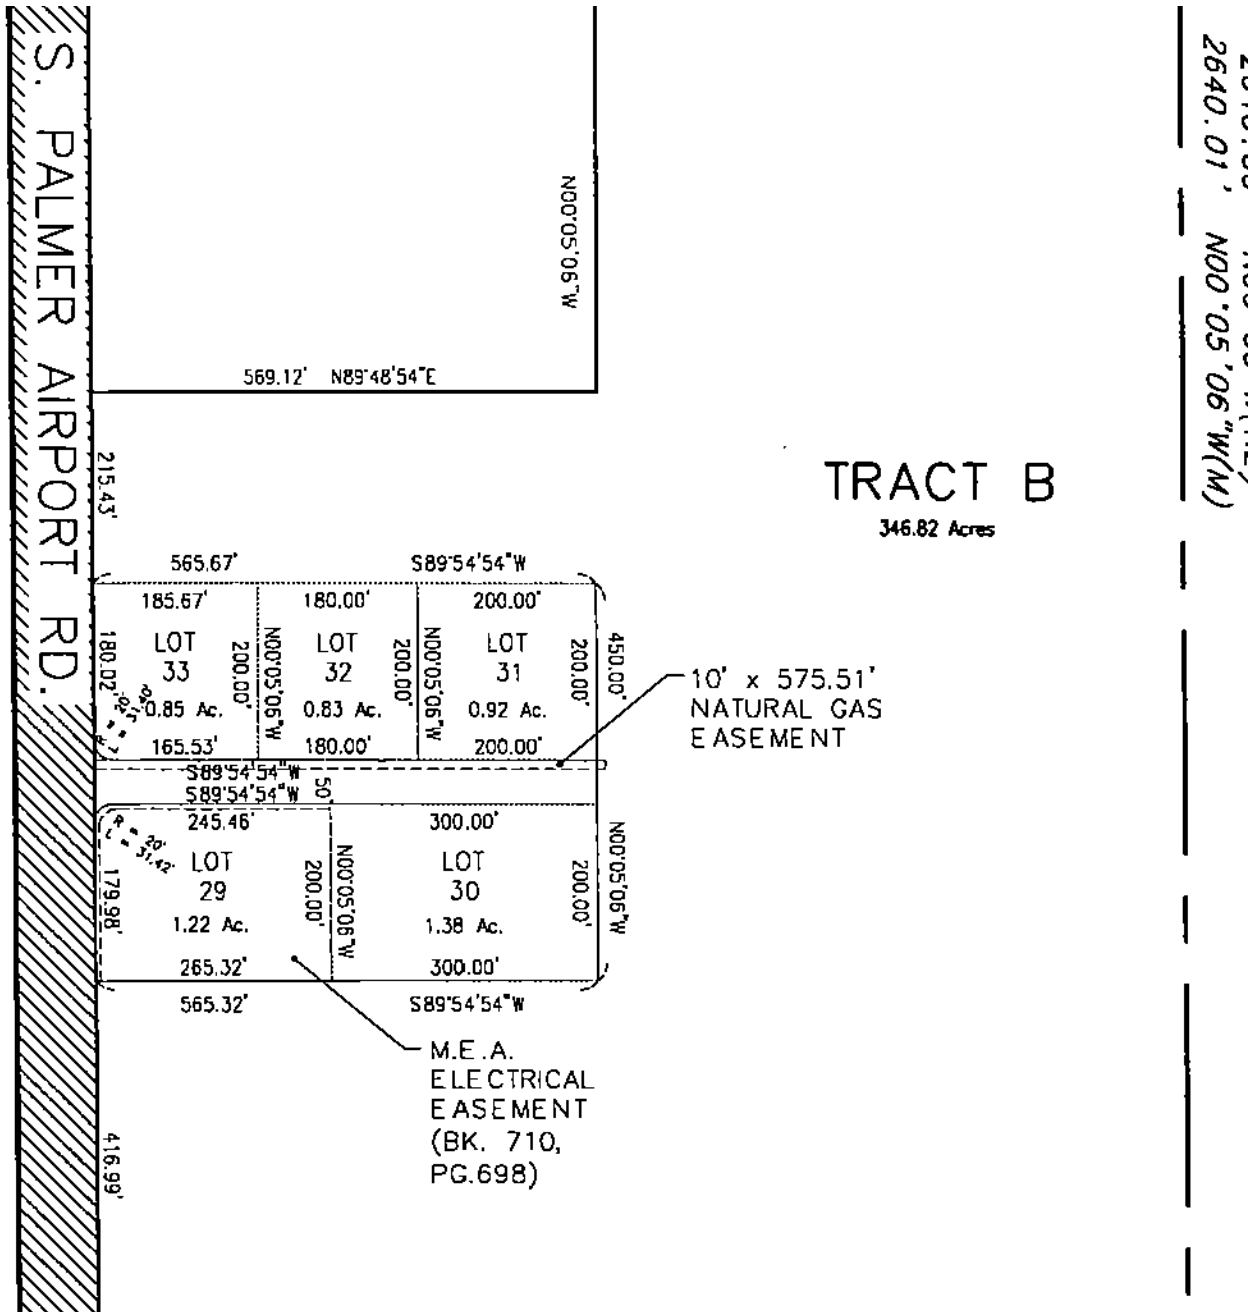 S. PALMER AIRPORT RD.
2640.01' N00°05'06"W(M)
N00°05'06"W
569.12' N89°48'54"E
215.43'
TRACT B
346.82 Acres
565.67' S89°54'54"W
185.67' 180.00' 200.00'
LOT
33
0.85 Ac.
180.02'
R = 20'
L = 31.40'
165.53'
200.00'
N00°05'06"W
LOT
32
0.83 Ac.
180.00'
200.00'
N00°05'06"W
LOT
31
0.92 Ac.
200.00'
200.00'
450.00'
10' x 575.51'
NATURAL GAS
EASEMENT
S89°54'54"W
S89°54'54"W
50'
245.46' 300.00'
R = 20'
L = 31.42'
LOT
29
1.22 Ac.
179.98'
265.32'
200.00'
N00°05'06"W
LOT
30
1.38 Ac.
300.00'
200.00'
N00°05'06"W
565.32' S89°54'54"W
M.E.A.
ELECTRICAL
EASEMENT
(BK. 710,
PG.698)
416.99'